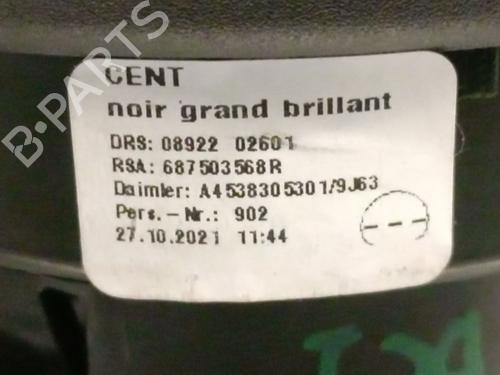 CENT
noir grand brillant
DRS: 08922 02601
RSA: 687503568R
Daimler: A4538305301/9J63
Pers.-Nr.: 902
27.10.2021 11:44
B-PARTS